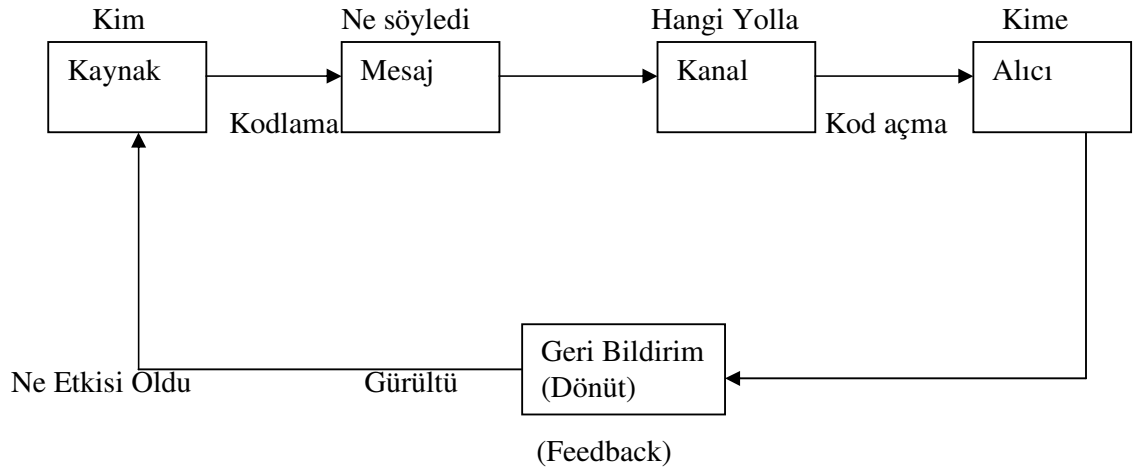 Kim Ne söyledi Hangi Yolla Kime
Kaynak Mesaj Kanal Alıcı
Kodlama Kod açma
Geri Bildirim
(Dönüt)
Ne Etkisi Oldu Gürültü
(Feedback)